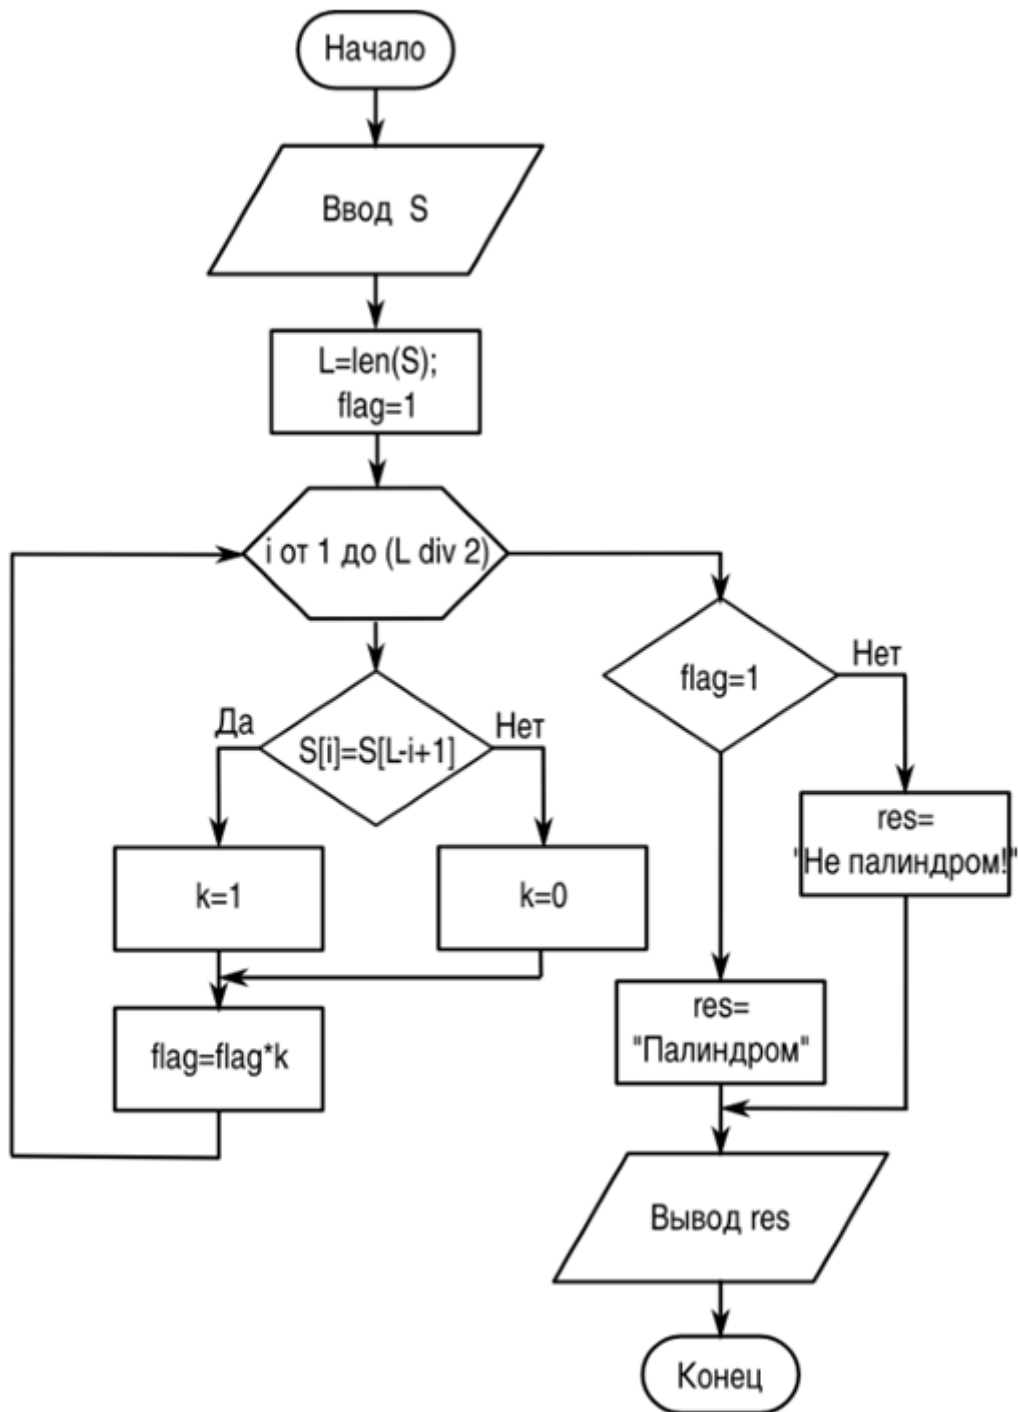 Начало
Ввод S
L=len(S);
flag=1
i от 1 до (L div 2)
S[i]=S[L-i+1]
Да
Нет
k=1
k=0
flag=flag*k
flag=1
Нет
res=
"Не палиндром!"
res=
"Палиндром"
Вывод res
Конец